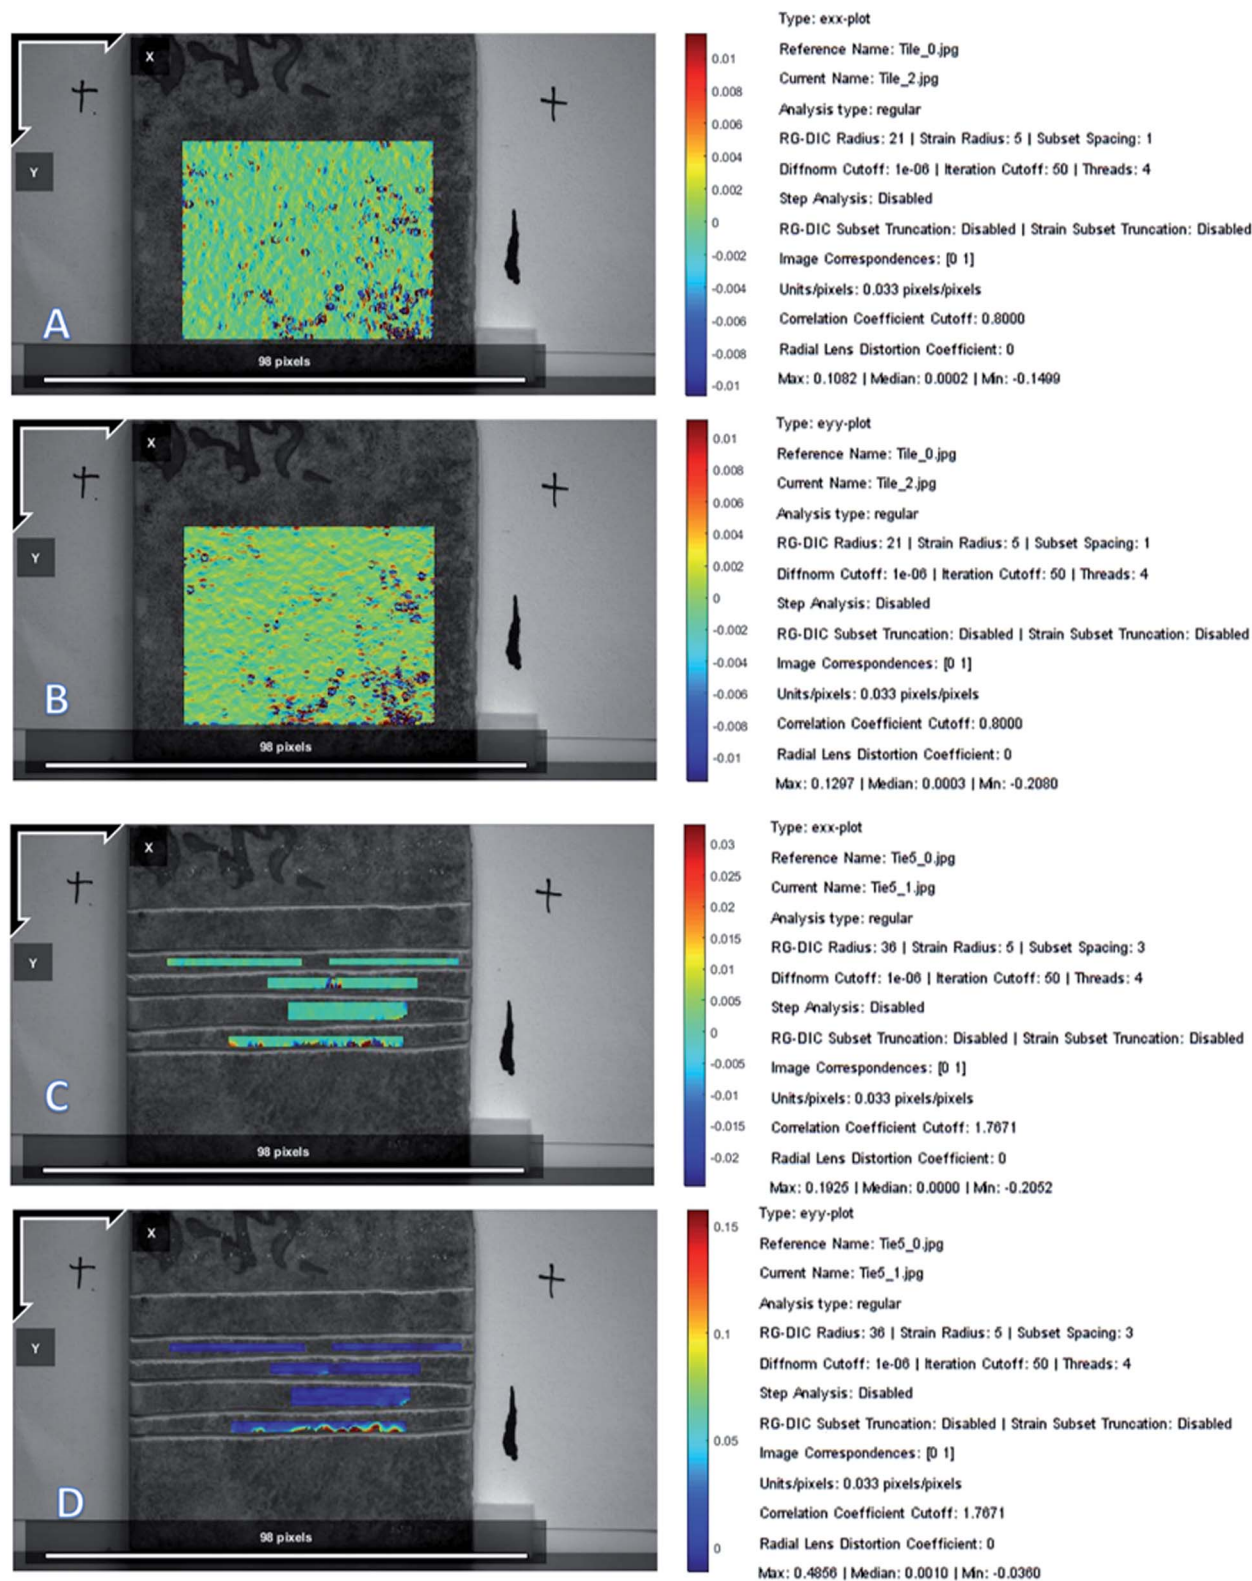 Type: exx-plot
Reference Name: Tile_0.jpg
Current Name: Tile_2.jpg
Analysis type: regular
RG-DIC Radius: 21 | Strain Radius: 5 | Subset Spacing: 1
Diffnorm Cutoff: 1e-06 | Iteration Cutoff: 50 | Threads: 4
Step Analysis: Disabled
RG-DIC Subset Truncation: Disabled | Strain Subset Truncation: Disabled
Image Correspondences: [0 1]
Units/pixels: 0.033 pixels/pixels
Correlation Coefficient Cutoff: 0.8000
Radial Lens Distortion Coefficient: 0
Max: 0.1082 | Median: 0.0002 | Min: -0.1499
X
Y
A
98 pixels
0.01
0.008
0.006
0.004
0.002
0
-0.002
-0.004
-0.006
-0.008
-0.01
Type: eyy-plot
Reference Name: Tile_0.jpg
Current Name: Tile_2.jpg
Analysis type: regular
RG-DIC Radius: 21 | Strain Radius: 5 | Subset Spacing: 1
Diffnorm Cutoff: 1e-06 | Iteration Cutoff: 50 | Threads: 4
Step Analysis: Disabled
RG-DIC Subset Truncation: Disabled | Strain Subset Truncation: Disabled
Image Correspondences: [0 1]
Units/pixels: 0.033 pixels/pixels
Correlation Coefficient Cutoff: 0.8000
Radial Lens Distortion Coefficient: 0
Max: 0.1297 | Median: 0.0003 | Min: -0.2080
X
Y
B
98 pixels
0.01
0.008
0.006
0.004
0.002
0
-0.002
-0.004
-0.006
-0.008
-0.01
Type: exx-plot
Reference Name: Tie5_0.jpg
Current Name: Tie5_1.jpg
Analysis type: regular
RG-DIC Radius: 36 | Strain Radius: 5 | Subset Spacing: 3
Diffnorm Cutoff: 1e-06 | Iteration Cutoff: 50 | Threads: 4
Step Analysis: Disabled
RG-DIC Subset Truncation: Disabled | Strain Subset Truncation: Disabled
Image Correspondences: [0 1]
Units/pixels: 0.033 pixels/pixels
Correlation Coefficient Cutoff: 1.7671
Radial Lens Distortion Coefficient: 0
Max: 0.1925 | Median: 0.0000 | Min: -0.2052
X
Y
C
98 pixels
0.03
0.025
0.02
0.015
0.01
0.005
0
-0.005
-0.01
-0.015
-0.02
Type: eyy-plot
Reference Name: Tie5_0.jpg
Current Name: Tie5_1.jpg
Analysis type: regular
RG-DIC Radius: 36 | Strain Radius: 5 | Subset Spacing: 3
Diffnorm Cutoff: 1e-06 | Iteration Cutoff: 50 | Threads: 4
Step Analysis: Disabled
RG-DIC Subset Truncation: Disabled | Strain Subset Truncation: Disabled
Image Correspondences: [0 1]
Units/pixels: 0.033 pixels/pixels
Correlation Coefficient Cutoff: 1.7671
Radial Lens Distortion Coefficient: 0
Max: 0.4856 | Median: 0.0010 | Min: -0.0360
X
Y
D
98 pixels
0.15
0.1
0.05
0